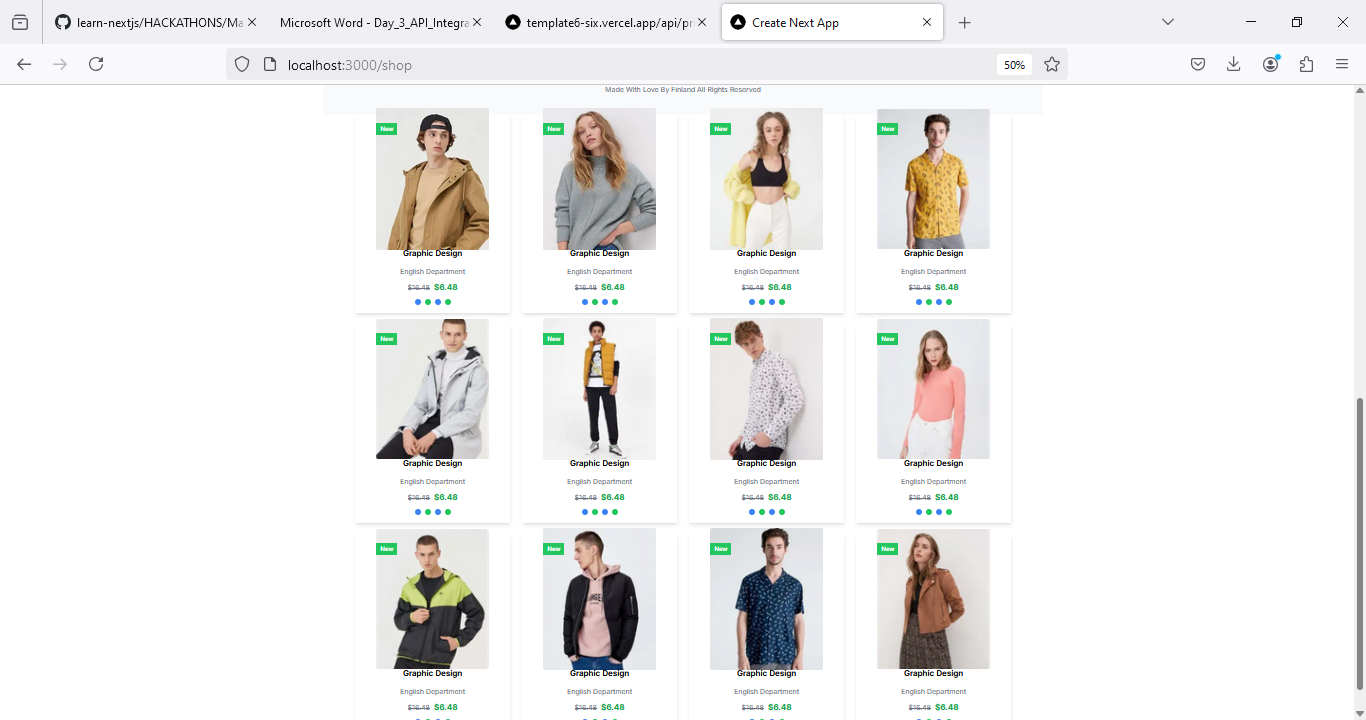 learn-nextjs/HACKATHONS/Ma
Microsoft Word - Day_3_API_Integra
template6-six.vercel.app/api/pr
Create Next App
localhost:3000/shop
50%
Made With Love By Finland All Rights Reserved
New
New
New
New
Graphic Design
Graphic Design
Graphic Design
Graphic Design
English Department
English Department
English Department
English Department
$16.48 $6.48
$16.48 $6.48
$16.48 $6.48
$16.48 $6.48
New
New
New
New
Graphic Design
Graphic Design
Graphic Design
Graphic Design
English Department
English Department
English Department
English Department
$16.48 $6.48
$16.48 $6.48
$16.48 $6.48
$16.48 $6.48
New
New
New
New
Graphic Design
Graphic Design
Graphic Design
Graphic Design
English Department
English Department
English Department
English Department
$16.48 $6.48
$16.48 $6.48
$16.48 $6.48
$16.48 $6.48